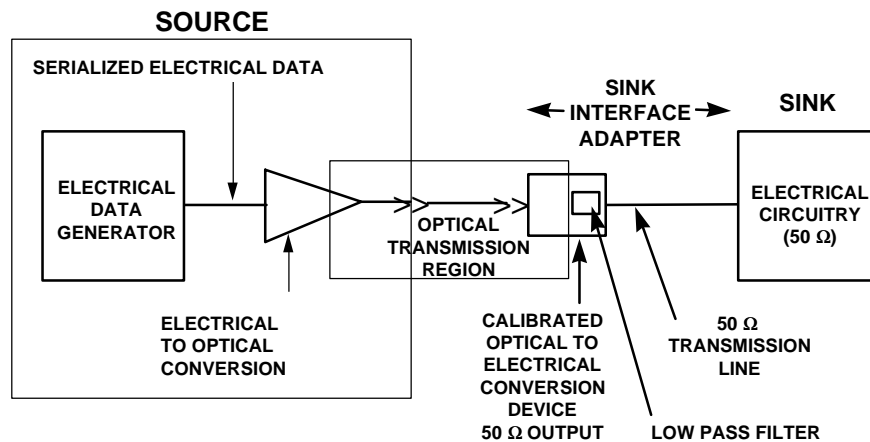 SOURCE
SERIALIZED ELECTRICAL DATA
SINK
INTERFACE
ADAPTER
SINK
ELECTRICAL
DATA
GENERATOR
OPTICAL
TRANSMISSION
REGION
ELECTRICAL
CIRCUITRY
(50 Ω)
ELECTRICAL
TO OPTICAL
CONVERSION
CALIBRATED
OPTICAL TO
ELECTRICAL
CONVERSION
DEVICE
50 Ω OUTPUT
50 Ω
TRANSMISSION
LINE
LOW PASS FILTER